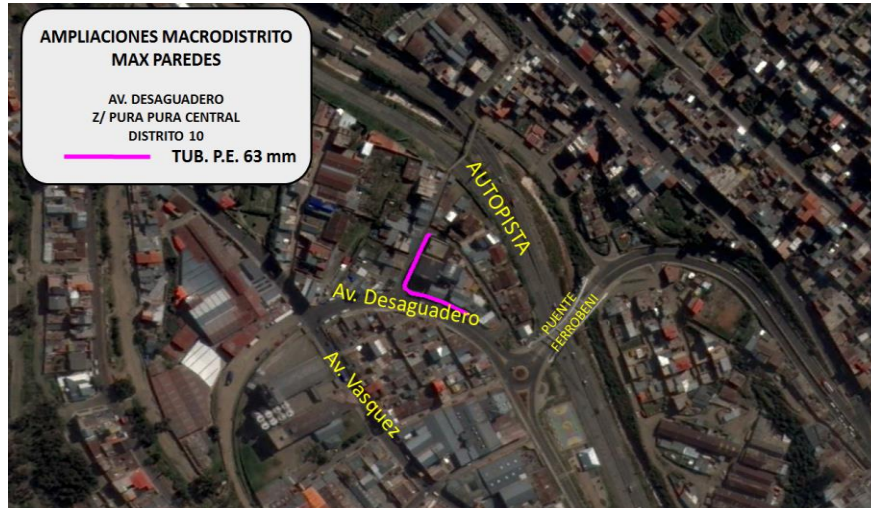 AMPLIACIONES MACRODISTRITO
MAX PAREDES
AV. DESAGUADERO
Z/ PURA PURA CENTRAL
DISTRITO 10
TUB. P.E. 63 mm
AUTOPISTA
Av. Desaguadero
PUENTE
FERROBENI
Av. Vasquez